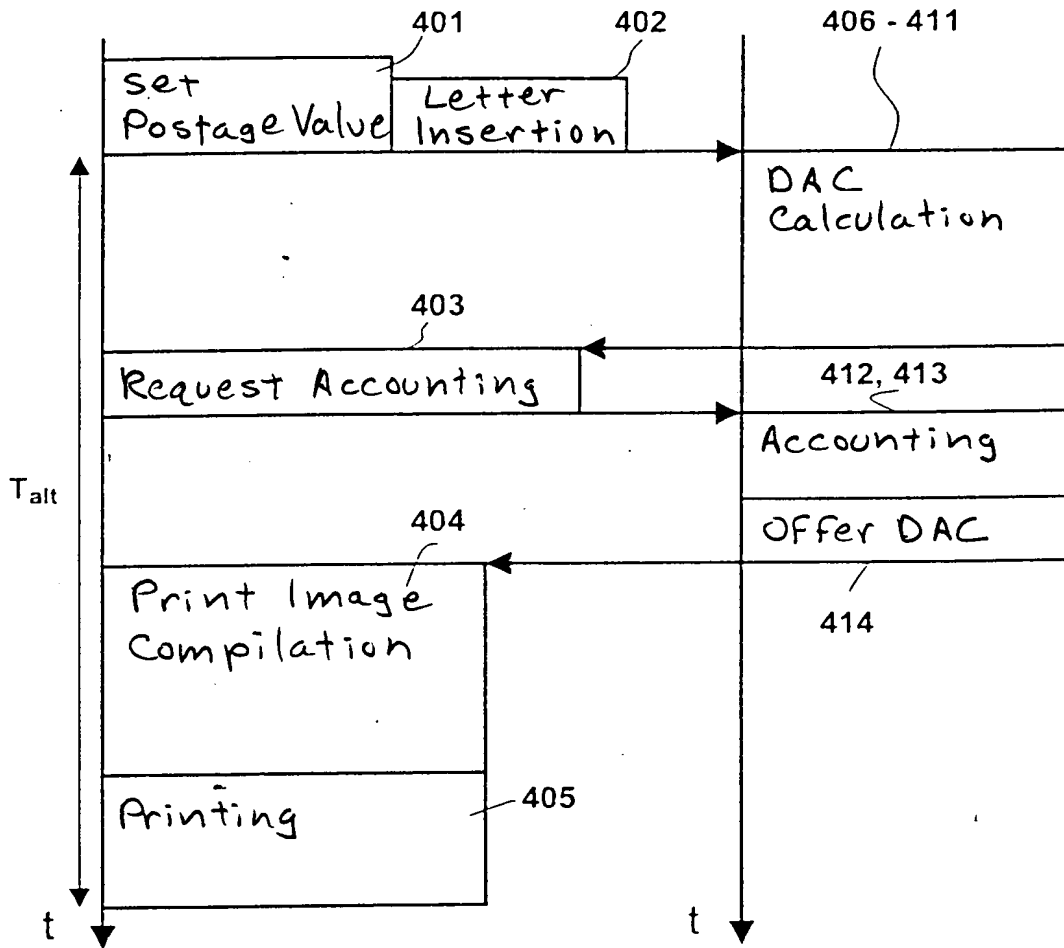 401
402
406 - 411
set
Postage Value
Letter
Insertion
DAC
Calculation
403
Request Accounting
412, 413
Accounting
Talt
404
Offer DAC
Print Image
Compilation
414
Printing
405
t
t